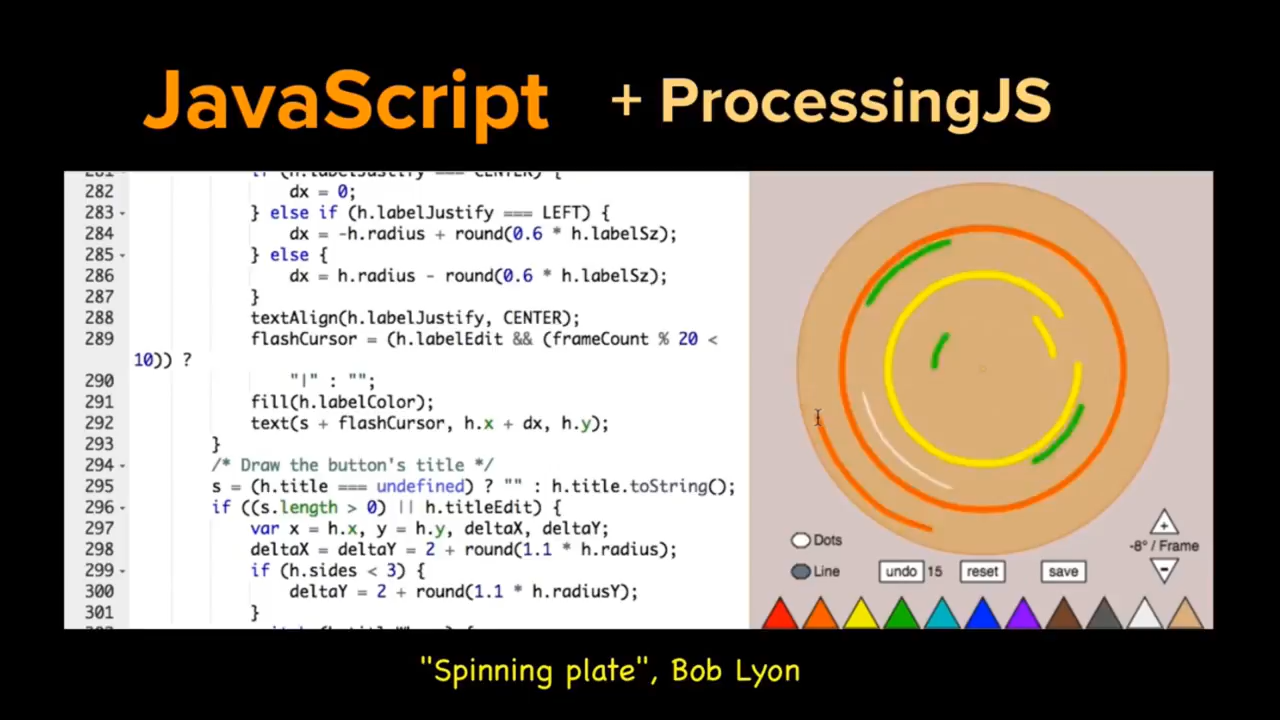 JavaScript + ProcessingJS
282 dx = 0;
283 } else if (h.labelJustify === LEFT) {
284 dx = -h.radius + round(0.6 * h.labelSz);
285 } else {
286 dx = h.radius - round(0.6 * h.labelSz);
287 }
288 textAlign(h.labelJustify, CENTER);
289 flashCursor = (h.labelEdit && (frameCount % 20 <
10)) ?
290 "|" : "";
291 fill(h.labelColor);
292 text(s + flashCursor, h.x + dx, h.y);
293 }
294 /* Draw the button's title */
295 s = (h.title === undefined) ? "" : h.title.toString();
296 if ((s.length > 0) || h.titleEdit) {
297 var x = h.x, y = h.y, deltaX, deltaY;
298 deltaX = deltaY = 2 + round(1.1 * h.radius);
299 if (h.sides < 3) {
300 deltaY = 2 + round(1.1 * h.radiusY);
301 }
Dots
+
-8° / Frame
Line
undo 15 reset save
-
"Spinning plate", Bob Lyon